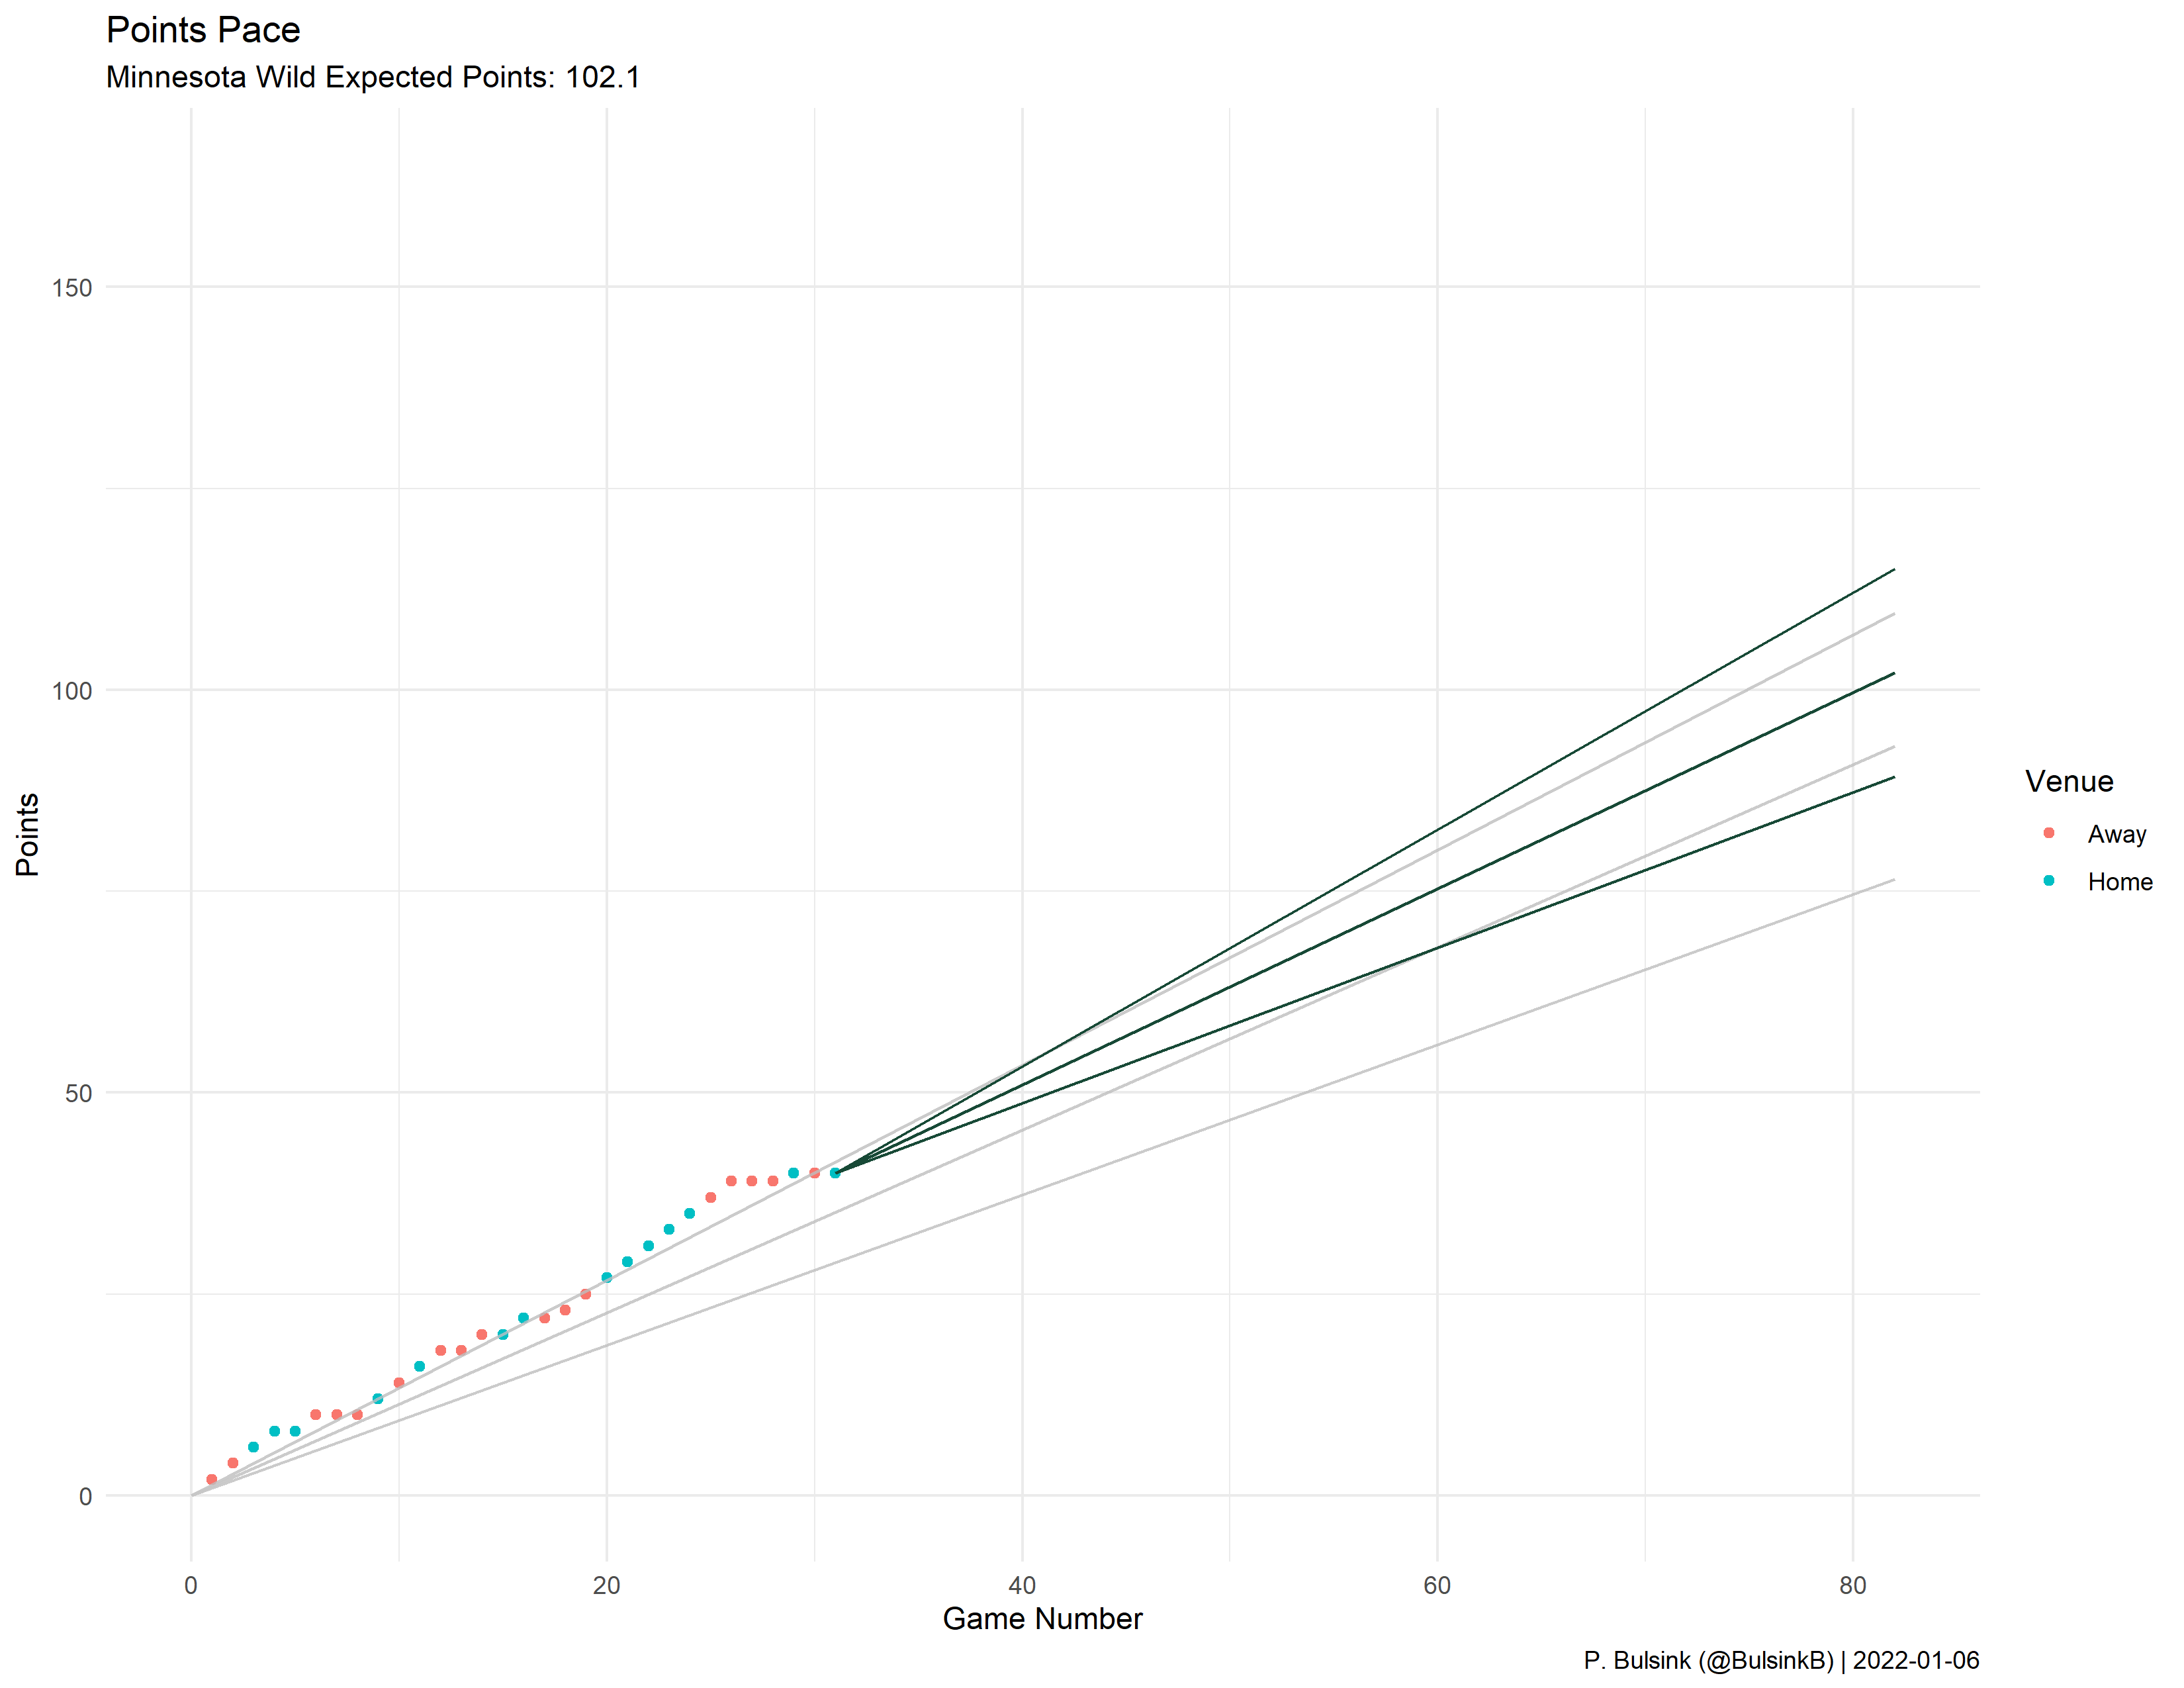 Points Pace
Minnesota Wild Expected Points: 102.1
150
100
50
0
Points
0 20 40 60 80
Game Number
Venue
Away
Home
P. Bulsink (@BulsinkB) | 2022-01-06